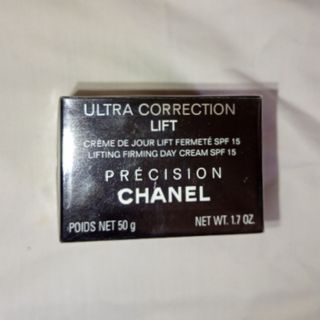 ULTRA CORRECTION
LIFT
CRÈME DE JOUR LIFT FERMETÉ SPF 15
LIFTING FIRMING DAY CREAM SPF 15
PRÉCISION
CHANEL
POIDS NET 50 g NET WT. 1.7 OZ.